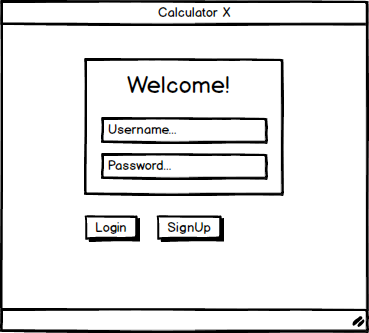 Calculator X
Welcome!
Username...
Password...
Login
SignUp